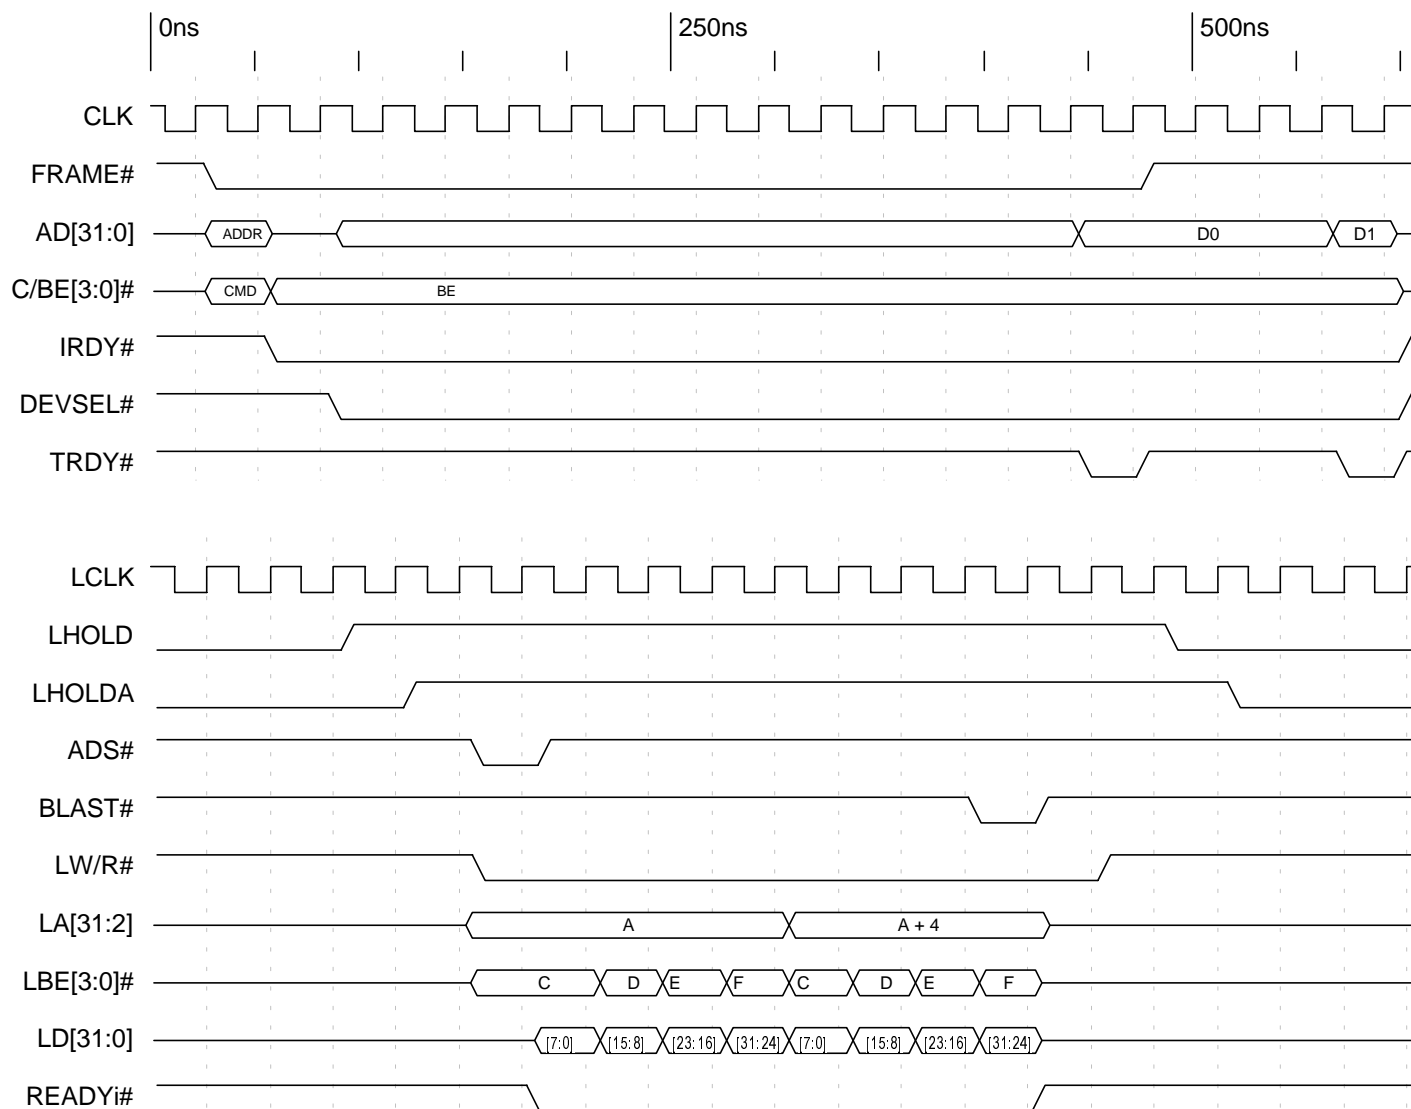 0ns 250ns 500ns
CLK
FRAME#
AD[31:0] ADDR D0 D1
C/BE[3:0]# CMD BE
IRDY#
DEVSEL#
TRDY#
LCLK
LHOLD
LHOLDA
ADS#
BLAST#
LW/R#
LA[31:2] A A + 4
LBE[3:0]# C D E F C D E F
LD[31:0] [7:0] [15:8] [23:16] [31:24] [7:0] [15:8] [23:16] [31:24]
READYi#